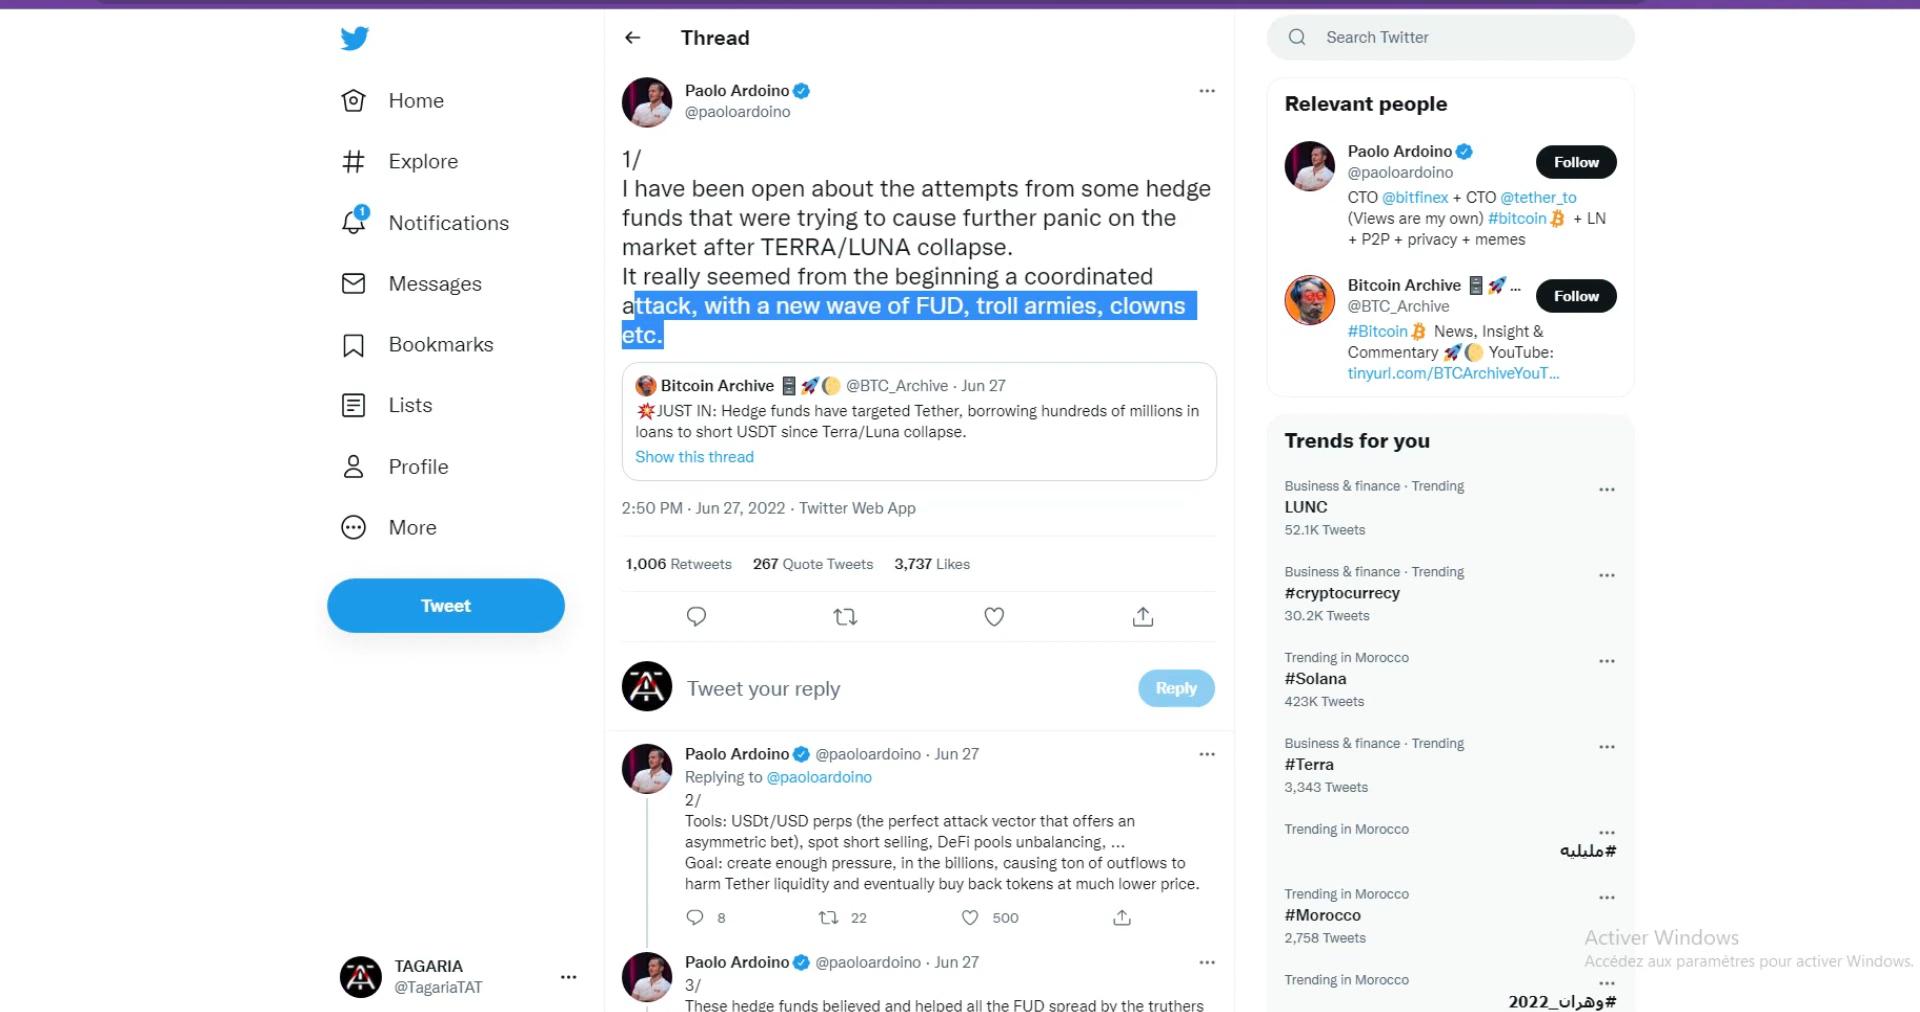 Home
Explore
1
Notifications
Messages
Bookmarks
Lists
Profile
More
Tweet
TAGARIA
@TagariaTAT
Thread
Paolo Ardoino
@paoloardoino
1/
I have been open about the attempts from some hedge
funds that were trying to cause further panic on the
market after TERRA/LUNA collapse.
It really seemed from the beginning a coordinated
attack, with a new wave of FUD, troll armies, clowns
etc.
Bitcoin Archive @BTC_Archive · Jun 27
JUST IN: Hedge funds have targeted Tether, borrowing hundreds of millions in
loans to short USDT since Terra/Luna collapse.
Show this thread
2:50 PM · Jun 27, 2022 · Twitter Web App
1,006 Retweets 267 Quote Tweets 3,737 Likes
Tweet your reply
Reply
Paolo Ardoino @paoloardoino · Jun 27
Replying to @paoloardoino
2/
Tools: USDt/USD perps (the perfect attack vector that offers an
asymmetric bet), spot short selling, DeFi pools unbalancing, ...
Goal: create enough pressure, in the billions, causing ton of outflows to
harm Tether liquidity and eventually buy back tokens at much lower price.
8 22 500
Paolo Ardoino @paoloardoino · Jun 27
3/
These hedge funds believed and helped all the FUD spread by the truthers
Search Twitter
Relevant people
Paolo Ardoino
@paoloardoino
Follow
CTO @bitfinex + CTO @tether_to
(Views are my own) #bitcoin + LN
+ P2P + privacy + memes
Bitcoin Archive ...
@BTC_Archive
Follow
#Bitcoin News, Insight &
Commentary YouTube:
tinyurl.com/BTCArchiveYouT...
Trends for you
Business & finance · Trending
LUNC
52.1K Tweets
Business & finance · Trending
#cryptocurrecy
30.2K Tweets
Trending in Morocco
#Solana
423K Tweets
Business & finance · Trending
#Terra
3,343 Tweets
Trending in Morocco
#مليليه
Trending in Morocco
#Morocco
2,758 Tweets
Trending in Morocco
#وهران_2022
Activer Windows
Accédez aux paramètres pour activer Windows.